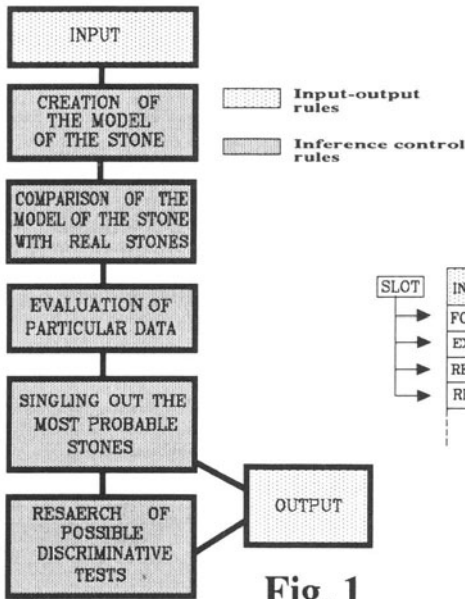 INPUT
CREATION OF
THE MODEL
OF THE STONE
COMPARISON OF THE
MODEL OF THE STONE
WITH REAL STONES
EVALUATION OF
PARTICULAR DATA
SINGLING OUT THE
MOST PROBABLE
STONES
RESAERCH OF
POSSIBLE
DISCRIMINATIVE
TESTS
OUTPUT
Input-output
rules
Inference control
rules
SLOT
IN
FO
EX
RE
Fig. 1